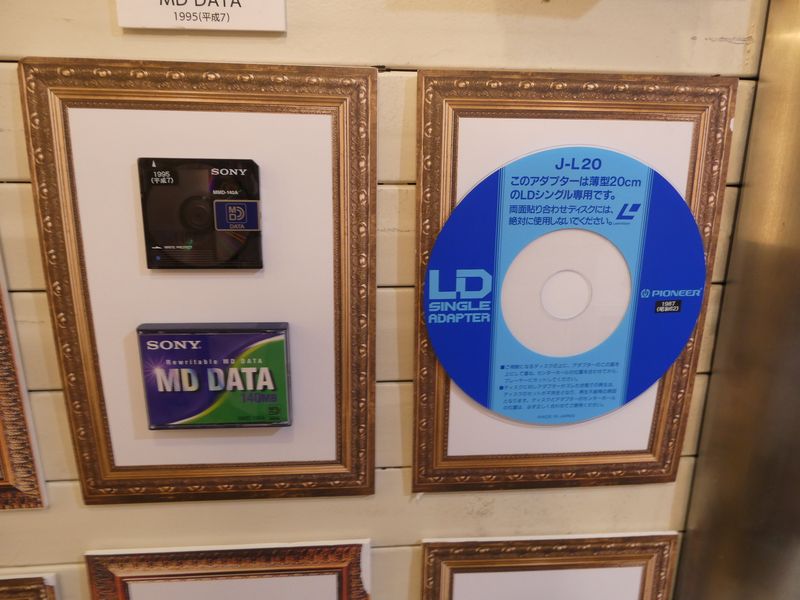 MD DATA
1995(平成7)
1995
(平成7)
SONY
MMD-140A
MD
DATA
WRITE PROTECT
SONY
Rewritable MD DATA
MD DATA
140MB
J-L20
このアダプターは薄型20cm
のLDシングル専用です。
両面貼り合わせディスクには、
絶対に使用しないでください。
LD
SINGLE
ADAPTER
PIONEER
1987
(昭和62)
MADE IN JAPAN